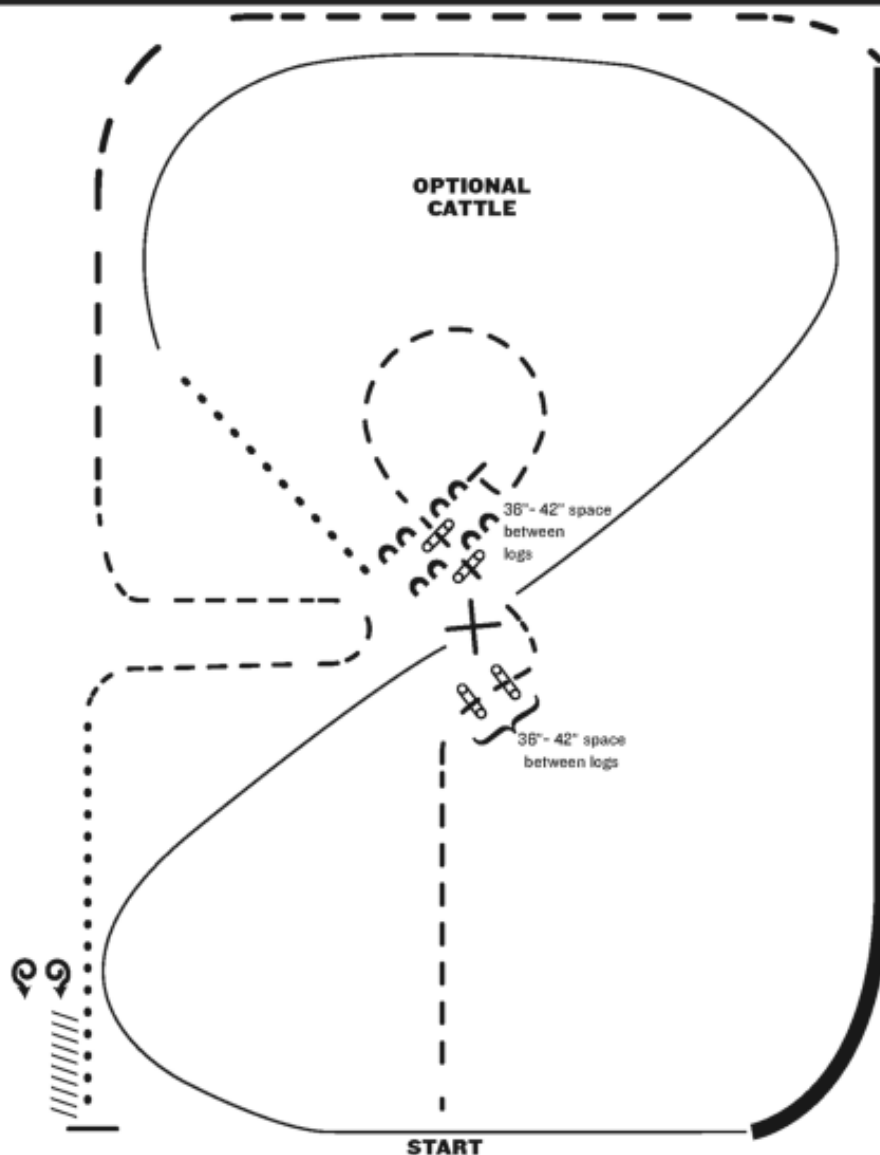 OPTIONAL
CATTLE
36"- 42" space
between
logs
36"- 42" space
between logs
START